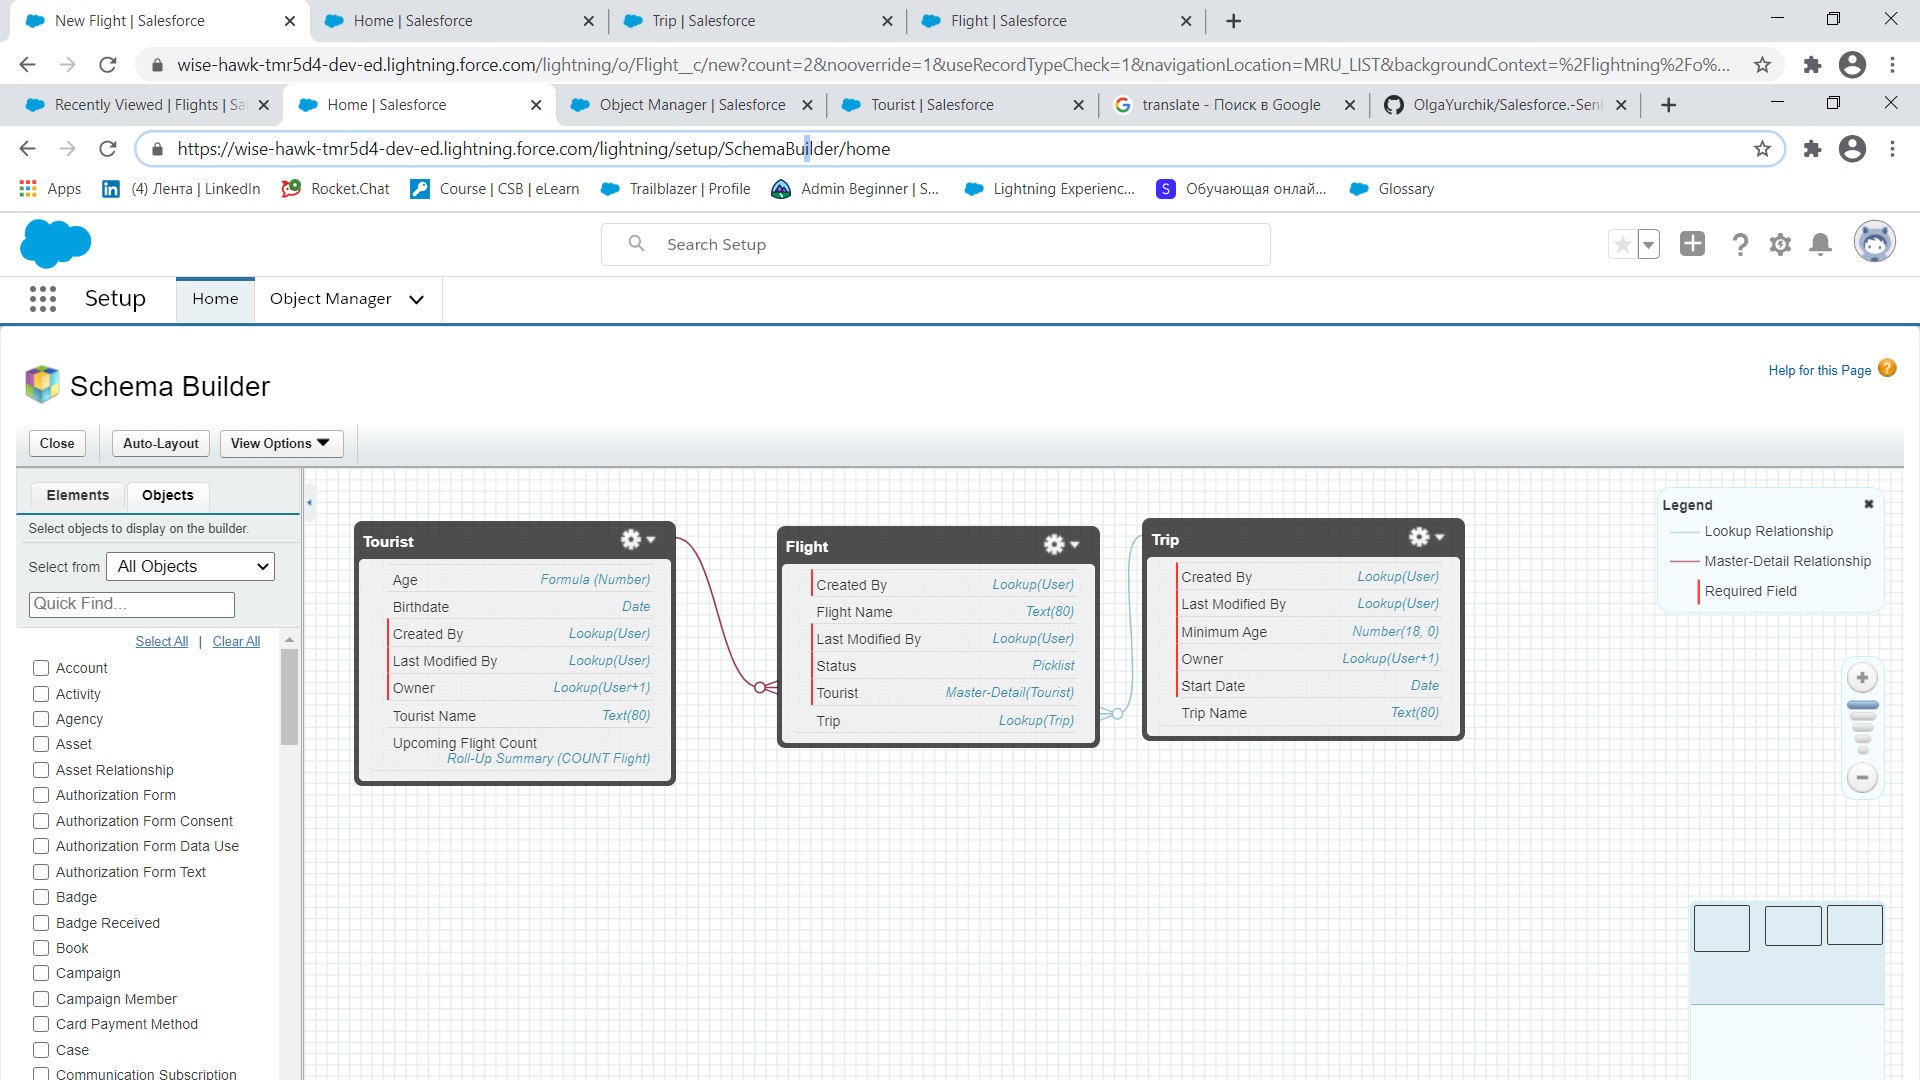 New Flight | Salesforce
Home | Salesforce
Trip | Salesforce
Flight | Salesforce
wise-hawk-tmr5d4-dev-ed.lightning.force.com/lightning/o/Flight__c/new?count=2&nooverride=1&useRecordTypeCheck=1&navigationLocation=MRU_LIST&backgroundContext=%2Flightning%2Fo%...
Recently Viewed | Flights | Sa
Home | Salesforce
Object Manager | Salesforce
Tourist | Salesforce
translate - Поиск в Google
OlgaYurchik/Salesforce.-Senl
https://wise-hawk-tmr5d4-dev-ed.lightning.force.com/lightning/setup/SchemaBuilder/home
Apps
(4) Лента | LinkedIn
Rocket.Chat
Course | CSB | eLearn
Trailblazer | Profile
Admin Beginner | S...
Lightning Experienc...
S
Обучающая онлай...
Glossary
Search Setup
Setup
Home
Object Manager
Schema Builder
Help for this Page
Close
Auto-Layout
View Options
Elements
Objects
Select objects to display on the builder.
Select from
All Objects
Quick Find...
Select All | Clear All
Account
Activity
Agency
Asset
Asset Relationship
Authorization Form
Authorization Form Consent
Authorization Form Data Use
Authorization Form Text
Badge
Badge Received
Book
Campaign
Campaign Member
Card Payment Method
Case
Communication Subscription
Tourist
Age Formula (Number)
Birthdate Date
Created By Lookup(User)
Last Modified By Lookup(User)
Owner Lookup(User+1)
Tourist Name Text(80)
Upcoming Flight Count
Roll-Up Summary (COUNT Flight)
Flight
Created By Lookup(User)
Flight Name Text(80)
Last Modified By Lookup(User)
Status Picklist
Tourist Master-Detail(Tourist)
Trip Lookup(Trip)
Trip
Created By Lookup(User)
Last Modified By Lookup(User)
Minimum Age Number(18, 0)
Owner Lookup(User+1)
Start Date Date
Trip Name Text(80)
Legend
Lookup Relationship
Master-Detail Relationship
Required Field